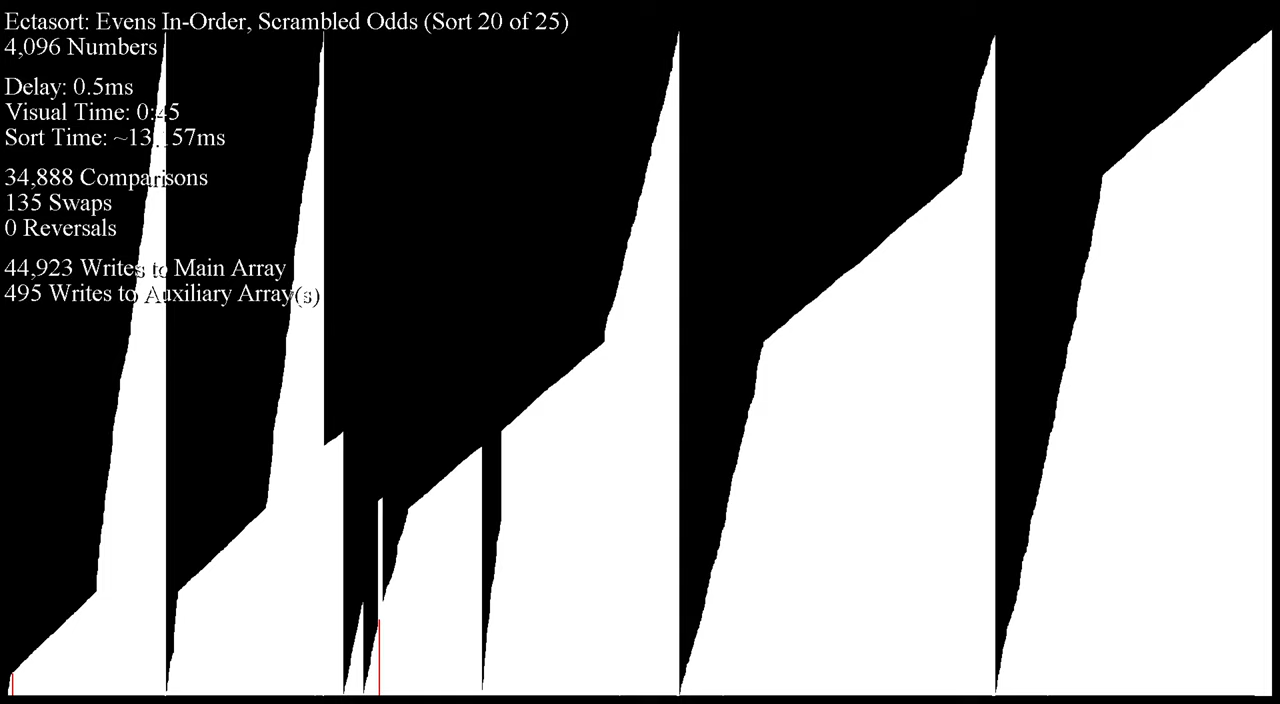 Ectasort: Evens In-Order, Scrambled Odds (Sort 20 of 25)
4,096 Numbers
Delay: 0.5ms
Visual Time: 0:45
Sort Time: ~13.157ms
34,888 Comparisons
135 Swaps
0 Reversals
44,923 Writes to Main Array
495 Writes to Auxiliary Array(s)